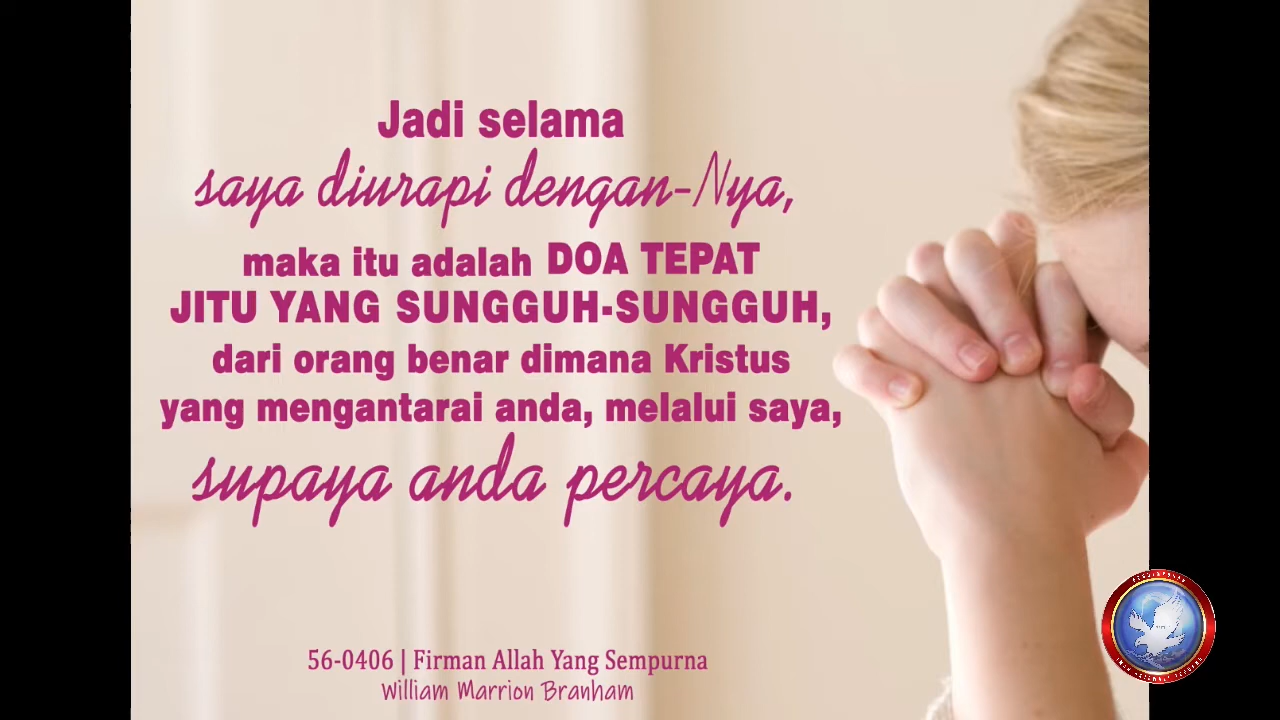 Jadi selama
saya diurapi dengan-Nya,
maka itu adalah DOA TEPAT
JITU YANG SUNGGUH-SUNGGUH,
dari orang benar dimana Kristus
yang mengantarai anda, melalui saya,
supaya anda percaya.
56-0406 | Firman Allah Yang Sempurna
William Marrion Branham